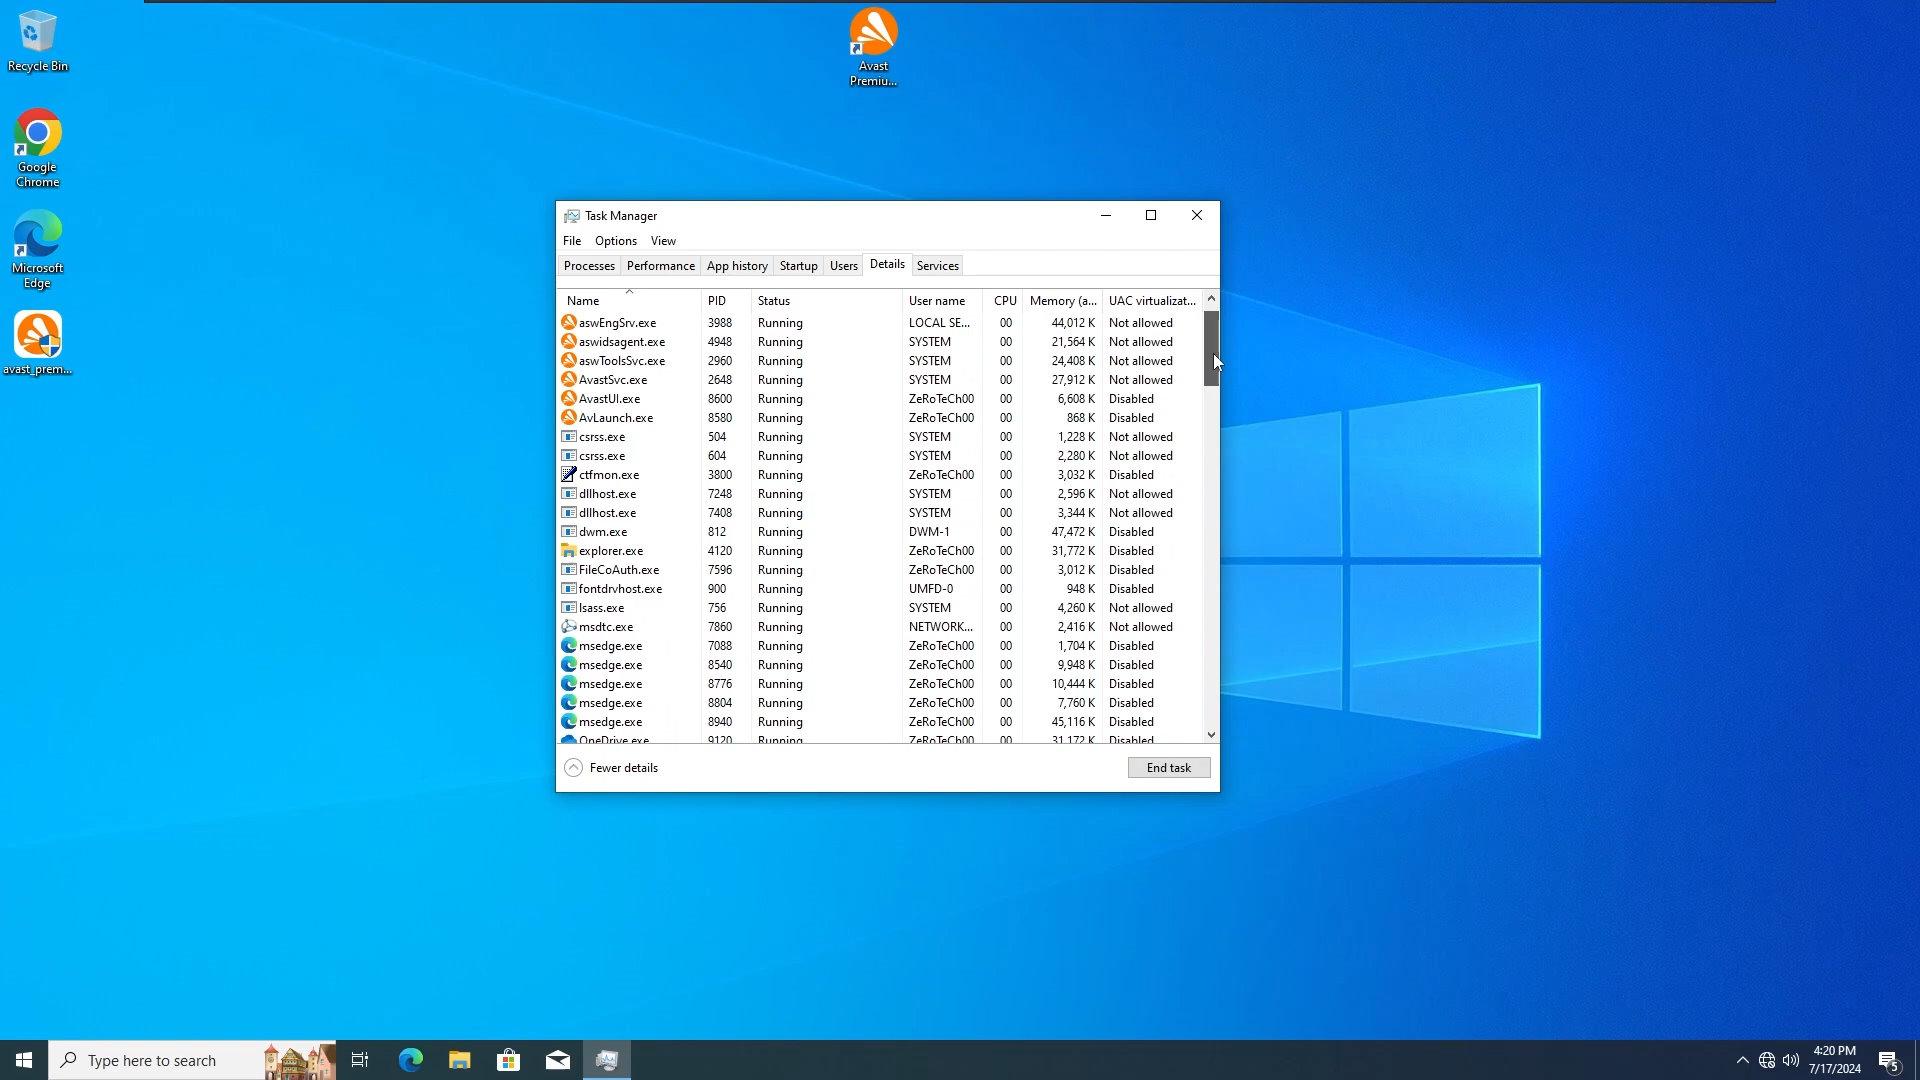 Recycle Bin
Google
Chrome
Microsoft
Edge
avast_prem...
Avast
Premiu...
Task Manager
File Options View
Processes Performance App history Startup Users Details Services
Name PID Status User name CPU Memory (a... UAC virtualizat...
aswEngSrv.exe 3988 Running LOCAL SE... 00 44,012 K Not allowed
aswidsagent.exe 4948 Running SYSTEM 00 21,564 K Not allowed
aswToolsSvc.exe 2960 Running SYSTEM 00 24,408 K Not allowed
AvastSvc.exe 2648 Running SYSTEM 00 27,912 K Not allowed
AvastUI.exe 8600 Running ZeRoTeCh00 00 6,608 K Disabled
AvLaunch.exe 8580 Running ZeRoTeCh00 00 868 K Disabled
csrss.exe 504 Running SYSTEM 00 1,228 K Not allowed
csrss.exe 604 Running SYSTEM 00 2,280 K Not allowed
ctfmon.exe 3800 Running ZeRoTeCh00 00 3,032 K Disabled
dllhost.exe 7248 Running SYSTEM 00 2,596 K Not allowed
dllhost.exe 7408 Running SYSTEM 00 3,344 K Not allowed
dwm.exe 812 Running DWM-1 00 47,472 K Disabled
explorer.exe 4120 Running ZeRoTeCh00 00 31,772 K Disabled
FileCoAuth.exe 7596 Running ZeRoTeCh00 00 3,012 K Disabled
fontdrvhost.exe 900 Running UMFD-0 00 948 K Disabled
lsass.exe 756 Running SYSTEM 00 4,260 K Not allowed
msdtc.exe 7860 Running NETWORK... 00 2,416 K Not allowed
msedge.exe 7088 Running ZeRoTeCh00 00 1,704 K Disabled
msedge.exe 8540 Running ZeRoTeCh00 00 9,948 K Disabled
msedge.exe 8776 Running ZeRoTeCh00 00 10,444 K Disabled
msedge.exe 8804 Running ZeRoTeCh00 00 7,760 K Disabled
msedge.exe 8940 Running ZeRoTeCh00 00 45,116 K Disabled
OneDrive.exe 9120 Running ZeRoTeCh00 00 31,172 K Disabled
Fewer details End task
Type here to search
4:20 PM
7/17/2024
5